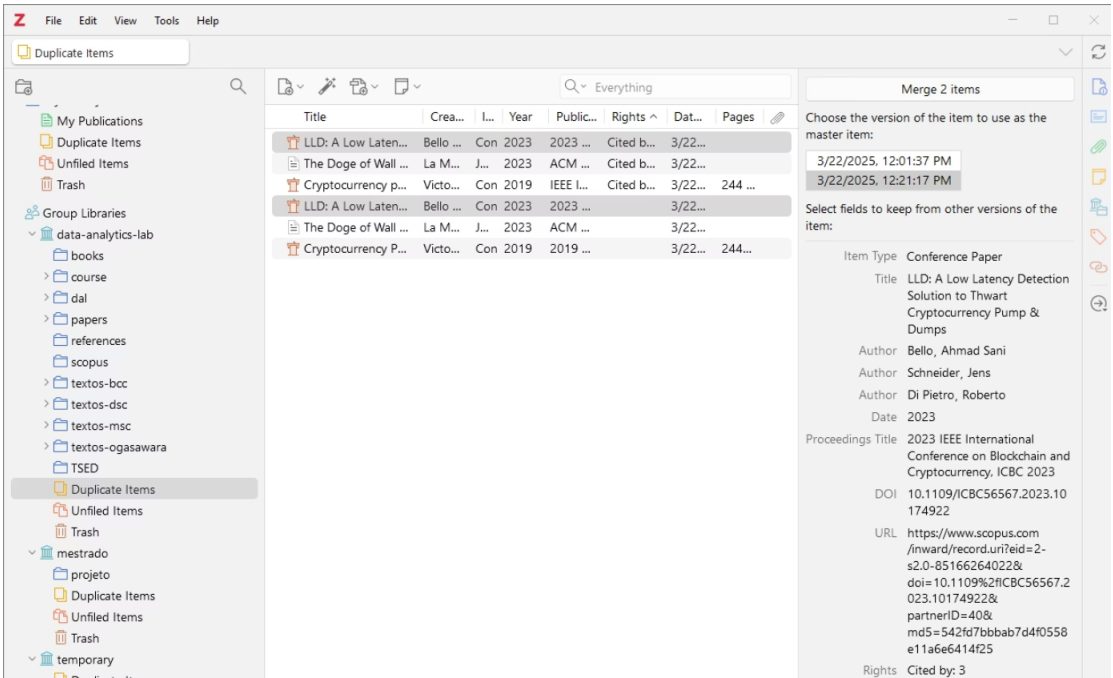 Z File Edit View Tools Help
Duplicate Items
My Publications
Duplicate Items
Unfiled Items
Trash
Group Libraries
data-analytics-lab
books
course
dal
papers
references
scopus
textos-bcc
textos-dsc
textos-msc
textos-ogasawara
TSED
Duplicate Items
Unfiled Items
Trash
mestrado
projeto
Duplicate Items
Unfiled Items
Trash
temporary
Everything
Title Crea... I... Year Public... Rights Dat... Pages
LLD: A Low Laten... Bello ... Con 2023 2023 ... Cited b... 3/22...
The Doge of Wall ... La M... J... 2023 ACM ... Cited b... 3/22...
Cryptocurrency p... Victo... Con 2019 IEEE I... Cited b... 3/22... 244 ...
LLD: A Low Laten... Bello ... Con 2023 2023 ... 3/22...
The Doge of Wall ... La M... J... 2023 ACM ... 3/22...
Cryptocurrency P... Victo... Con 2019 2019 ... 3/22... 244...
Merge 2 items
Choose the version of the item to use as the
master item:
3/22/2025, 12:01:37 PM
3/22/2025, 12:21:17 PM
Select fields to keep from other versions of the
item:
Item Type Conference Paper
Title LLD: A Low Latency Detection
Solution to Thwart
Cryptocurrency Pump &
Dumps
Author Bello, Ahmad Sani
Author Schneider, Jens
Author Di Pietro, Roberto
Date 2023
Proceedings Title 2023 IEEE International
Conference on Blockchain and
Cryptocurrency, ICBC 2023
DOI 10.1109/ICBC56567.2023.10
174922
URL https://www.scopus.com
/inward/record.uri?eid=2-
s2.0-85166264022&
doi=10.1109%2fICBC56567.2
023.10174922&
partnerID=40&
md5=542fd7bbbab7d4f0558
e11a6e6414f25
Rights Cited by: 3